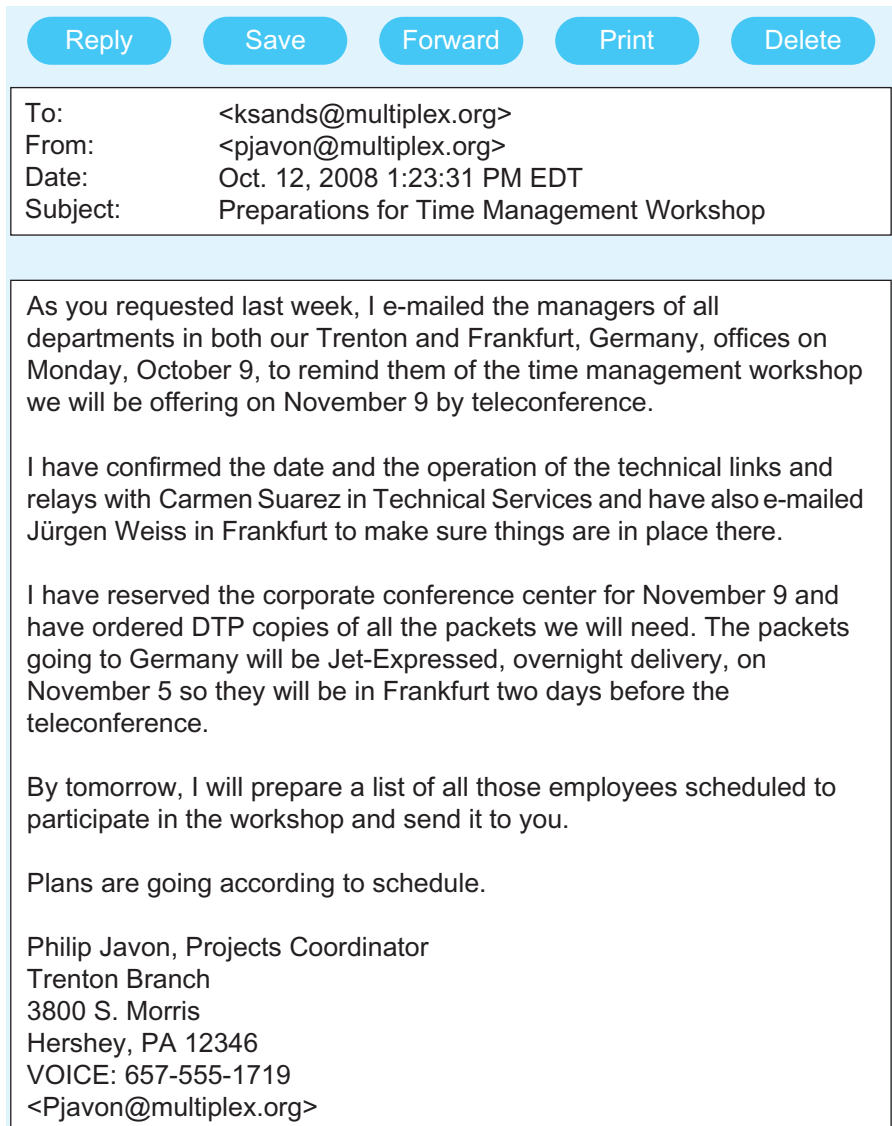 Reply Save Forward Print Delete
To: <ksands@multiplex.org>
From: <pjavon@multiplex.org>
Date: Oct. 12, 2008 1:23:31 PM EDT
Subject: Preparations for Time Management Workshop
As you requested last week, I e-mailed the managers of all
departments in both our Trenton and Frankfurt, Germany, offices on
Monday, October 9, to remind them of the time management workshop
we will be offering on November 9 by teleconference.
I have confirmed the date and the operation of the technical links and
relays with Carmen Suarez in Technical Services and have also e-mailed
Jürgen Weiss in Frankfurt to make sure things are in place there.
I have reserved the corporate conference center for November 9 and
have ordered DTP copies of all the packets we will need. The packets
going to Germany will be Jet-Expressed, overnight delivery, on
November 5 so they will be in Frankfurt two days before the
teleconference.
By tomorrow, I will prepare a list of all those employees scheduled to
participate in the workshop and send it to you.
Plans are going according to schedule.
Philip Javon, Projects Coordinator
Trenton Branch
3800 S. Morris
Hershey, PA 12346
VOICE: 657-555-1719
<Pjavon@multiplex.org>